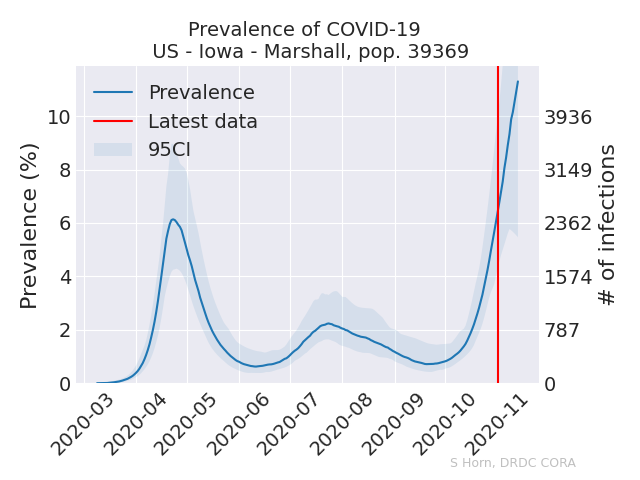 Prevalence of COVID-19
US - Iowa - Marshall, pop. 39369
Prevalence
Latest data
95CI
Prevalence (%)
10
8
6
4
2
0
3936
3149
2362
1574
787
0
# of infections
2020-03
2020-04
2020-05
2020-06
2020-07
2020-08
2020-09
2020-10
2020-11
S Horn, DRDC CORA